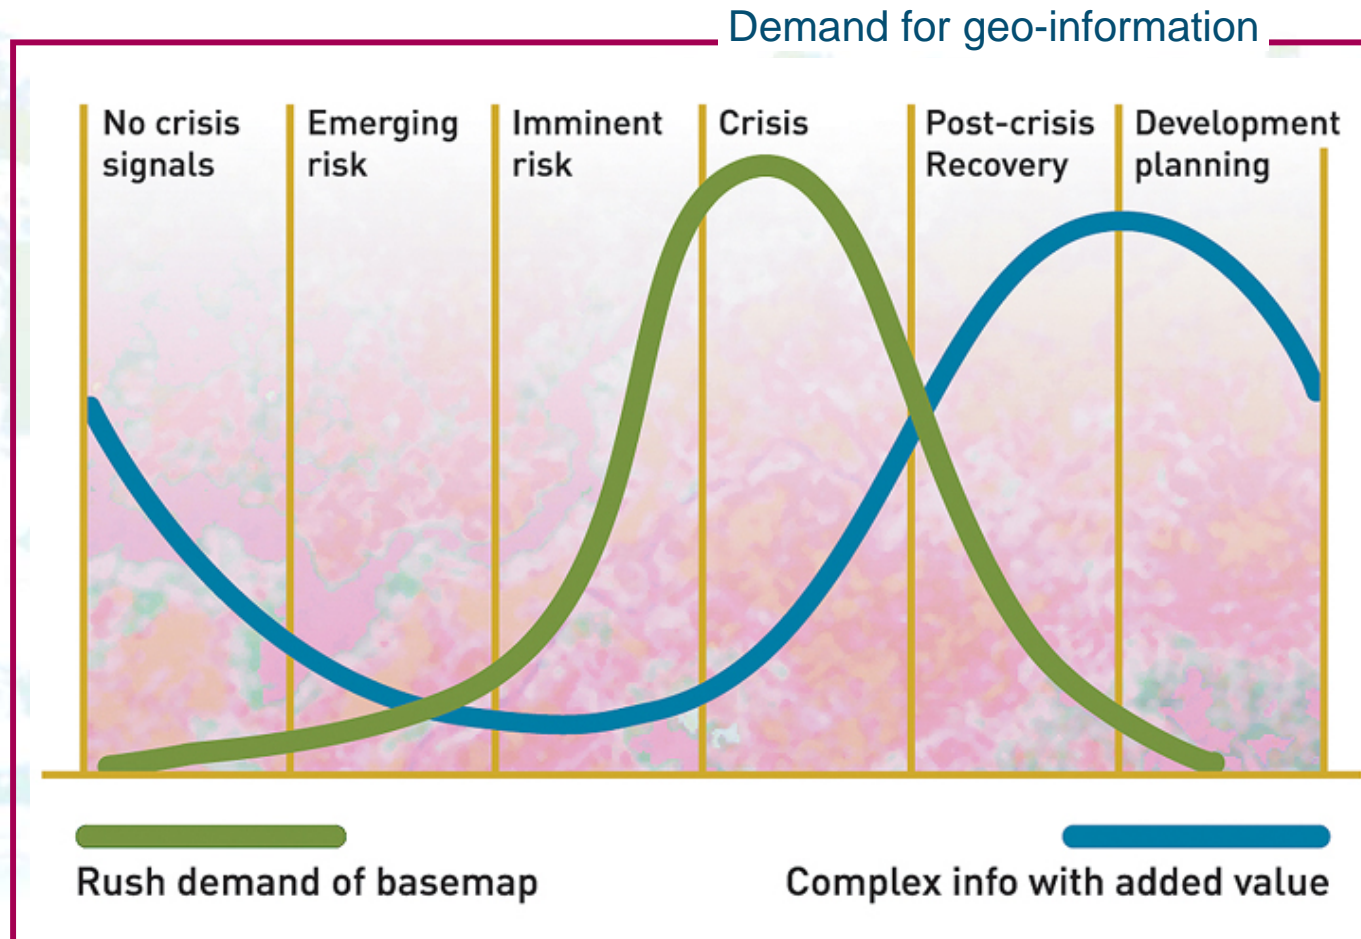 Demand for geo-information
No crisis
signals
Emerging
risk
Imminent
risk
Crisis
Post-crisis
Recovery
Development
planning
Rush demand of basemap
Complex info with added value